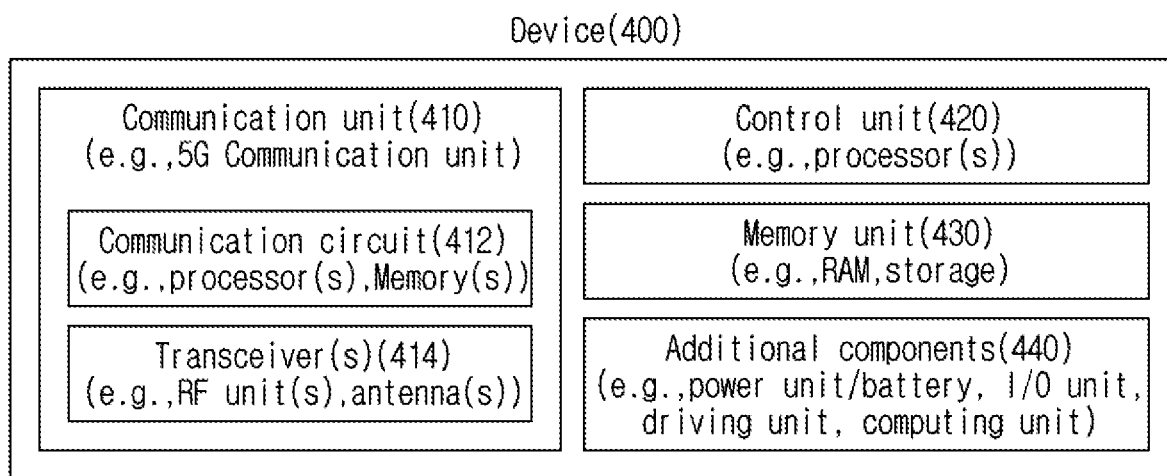 Device(400)
Communication unit(410)
(e.g.,5G Communication unit)
Communication circuit(412)
(e.g.,processor(s),Memory(s))
Transceiver(s)(414)
(e.g.,RF unit(s),antenna(s))
Control unit(420)
(e.g.,processor(s))
Memory unit(430)
(e.g.,RAM,storage)
Additional components(440)
(e.g.,power unit/battery, I/O unit,
driving unit, computing unit)